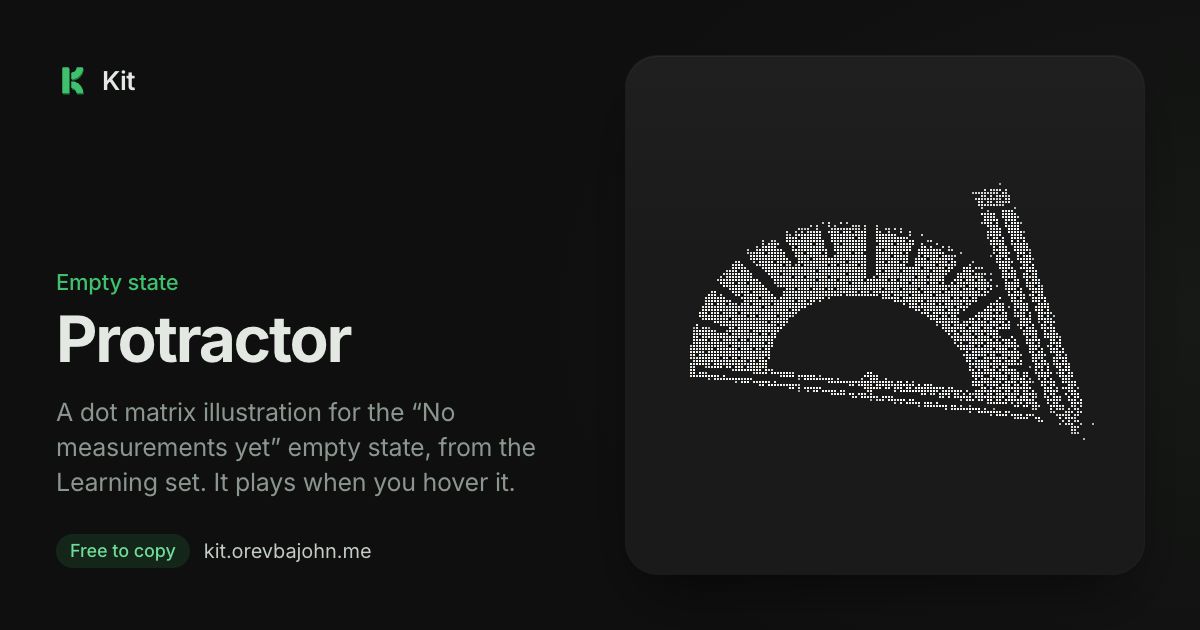 Kit
Empty state
Protractor
A dot matrix illustration for the “No
measurements yet” empty state, from the
Learning set. It plays when you hover it.
Free to copy
kit.orevbajohn.me